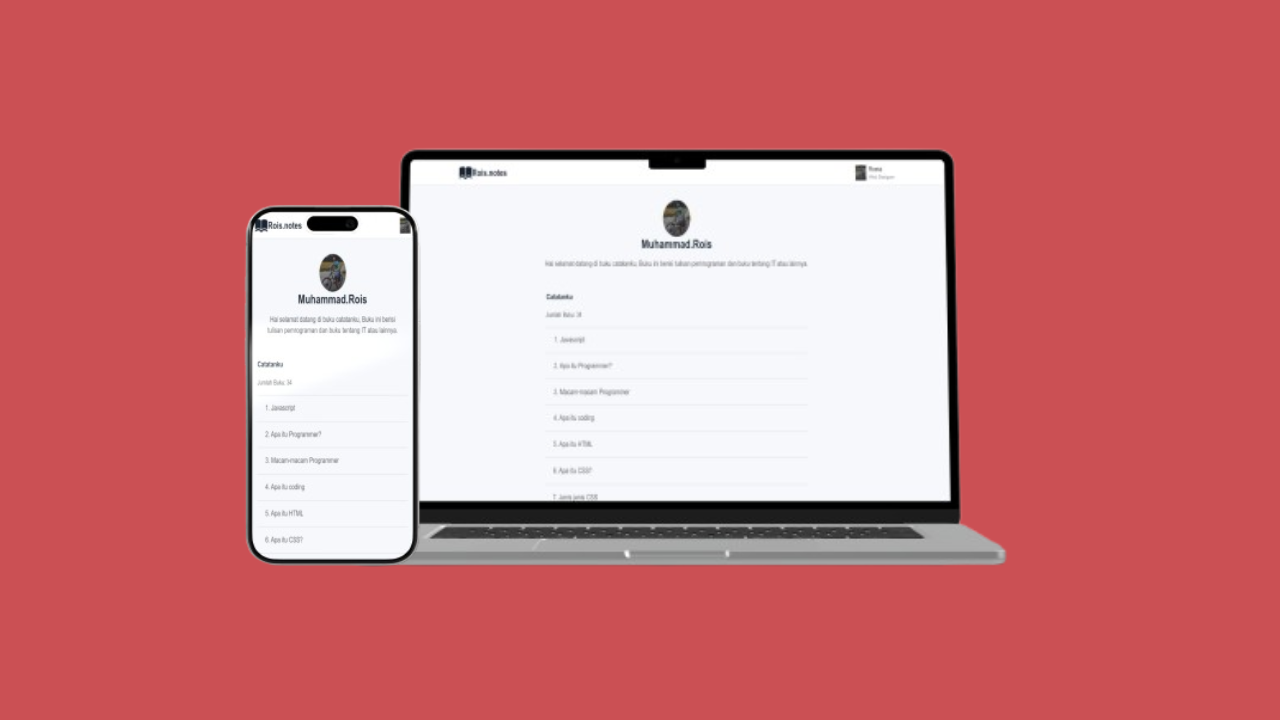 Rois.notes
Muhammad.Rois
Hai selamat datang di buku catatanku, Buku ini berisi
tulisan pemrograman dan buku tentang IT atau lainnya.
Catatanku
Jumlah Buku: 34
1. Javascript
2. Apa itu Programmer?
3. Macam-macam Programmer
4. Apa itu coding
5. Apa itu HTML
6. Apa itu CSS?
Rois.notes
Web Designer
Muhammad.Rois
Hai selamat datang di buku catatanku, Buku ini berisi tulisan pemrograman dan buku tentang IT atau lainnya.
Catatanku
Jumlah Buku: 34
1. Javascript
2. Apa itu Programmer?
3. Macam-macam Programmer
4. Apa itu coding
5. Apa itu HTML
6. Apa itu CSS?
7. Jenis jenis CSS